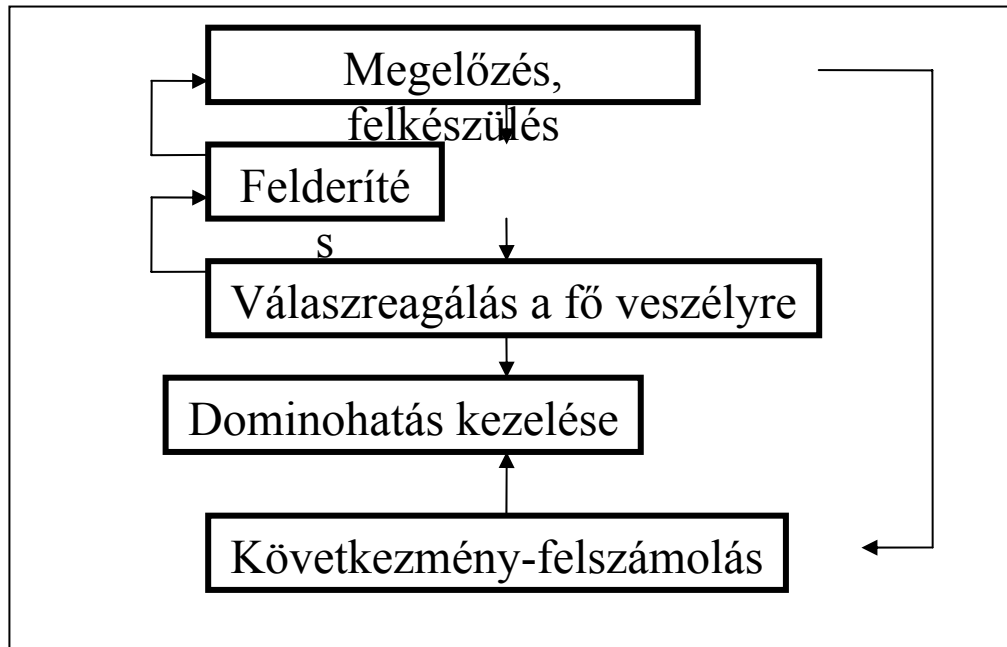 Megelőzés,
felkészülés
Felderíté
s
Válaszreagálás a fő veszélyre
Dominohatás kezelése
Következmény-felszámolás